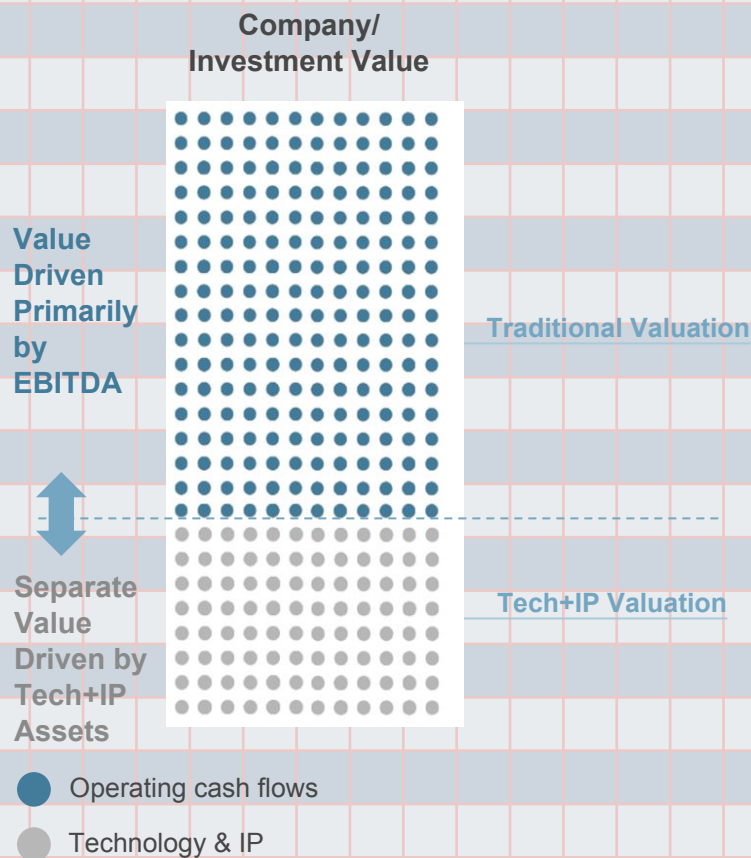 Company/
Investment Value
Value
Driven
Primarily
by
EBITDA
Traditional Valuation
Separate
Value
Driven by
Tech+IP
Assets
Tech+IP Valuation
Operating cash flows
Technology & IP